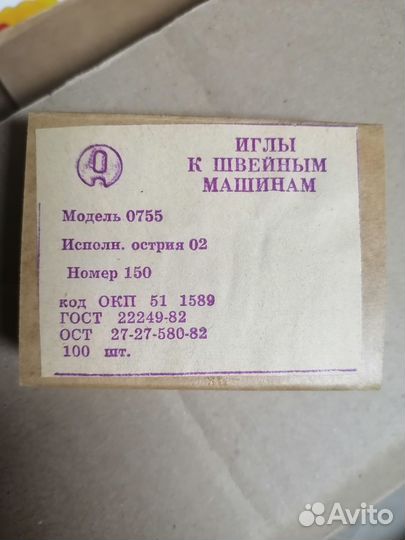 ИГЛЫ
К ШВЕЙНЫМ
МАШИНАМ
Модель 0755
Исполн. острия 02
Номер 150
код ОКП 51 1589
ГОСТ 22249-82
ОСТ 27-27-580-82
100 шт.
Avito